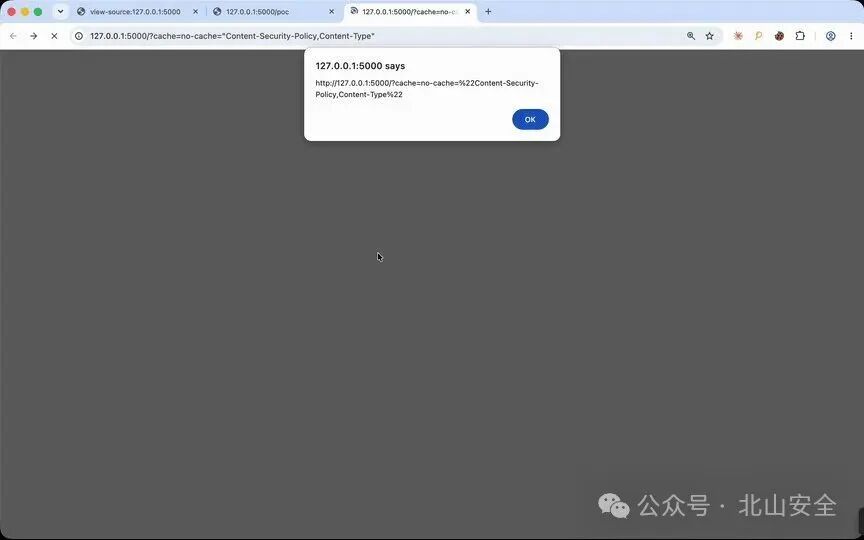 view-source:127.0.0.1:5000
127.0.0.1:5000/poc
127.0.0.1:5000/?cache=no-c
127.0.0.1:5000/?cache=no-cache="Content-Security-Policy,Content-Type"
127.0.0.1:5000 says
http://127.0.0.1:5000/?cache=no-cache=%22Content-Security-
Policy,Content-Type%22
OK
公众号 · 北山安全